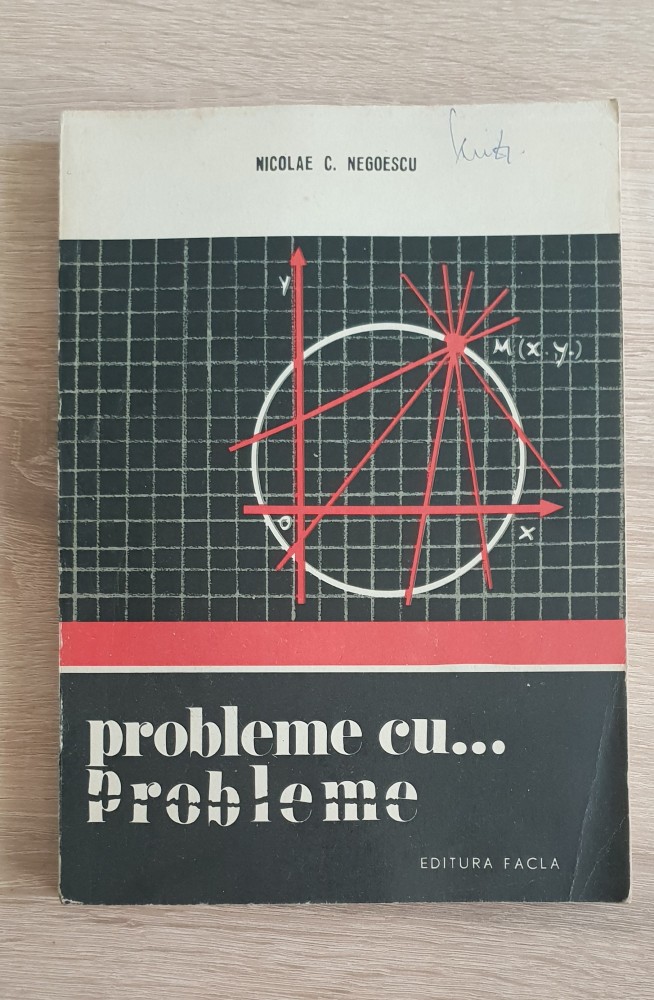 NICOLAE C. NEGOESCU
y
M (x. y.)
O
x
probleme cu...
Probleme
EDITURA FACLA